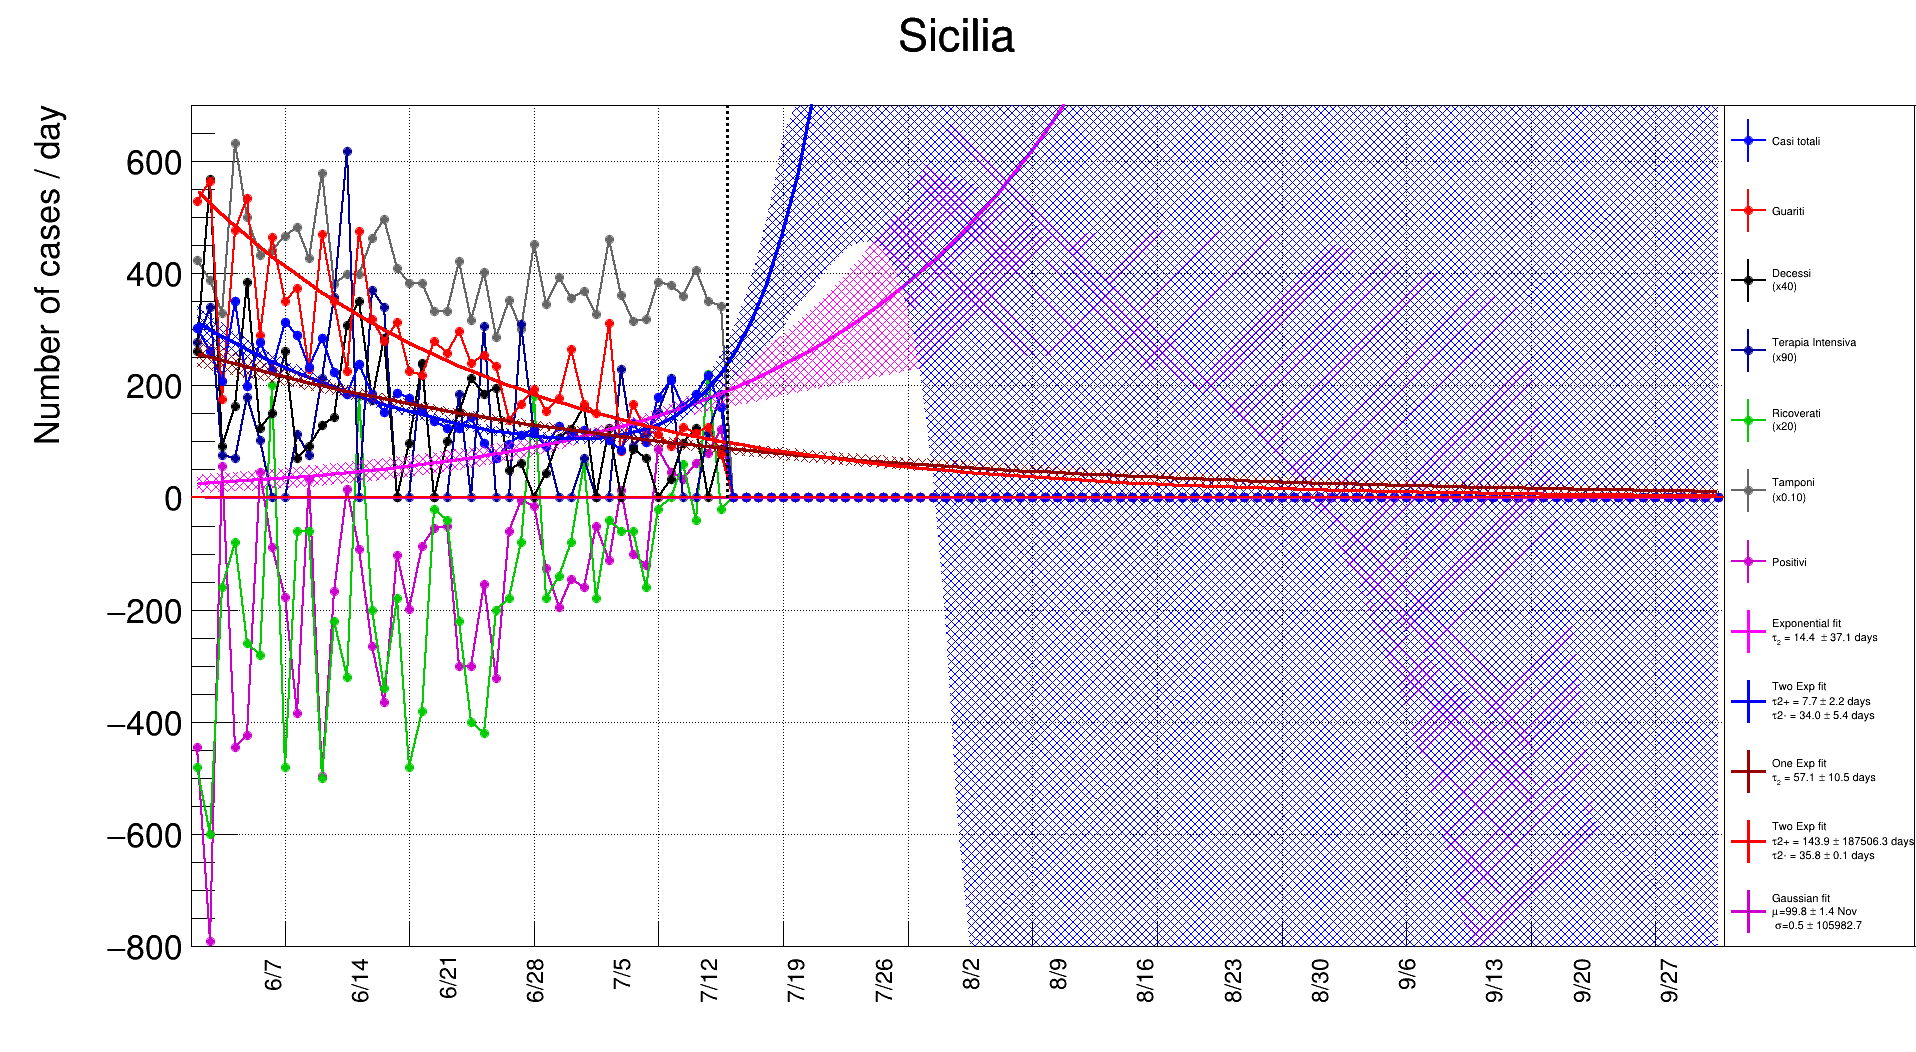 Sicilia
Number of cases / day
600
400
200
0
−200
−400
−600
−800
6/7
6/14
6/21
6/28
7/5
7/12
7/19
7/26
8/2
8/9
8/16
8/23
8/30
9/6
9/13
9/20
9/27
Casi totali
Guariti
Decessi
(x40)
Terapia Intensiva
(x90)
Ricoverati
(x20)
Tamponi
(x0.10)
Positivi
Exponential fit
τ₂ = 14.4 ± 37.1 days
Two Exp fit
τ2+ = 7.7 ± 2.2 days
τ2- = 34.0 ± 5.4 days
One Exp fit
τ₂ = 57.1 ± 10.5 days
Two Exp fit
τ2+ = 143.9 ± 187506.3 days
τ2- = 35.8 ± 0.1 days
Gaussian fit
μ=99.8 ± 1.4 Nov
σ=0.5 ± 105982.7